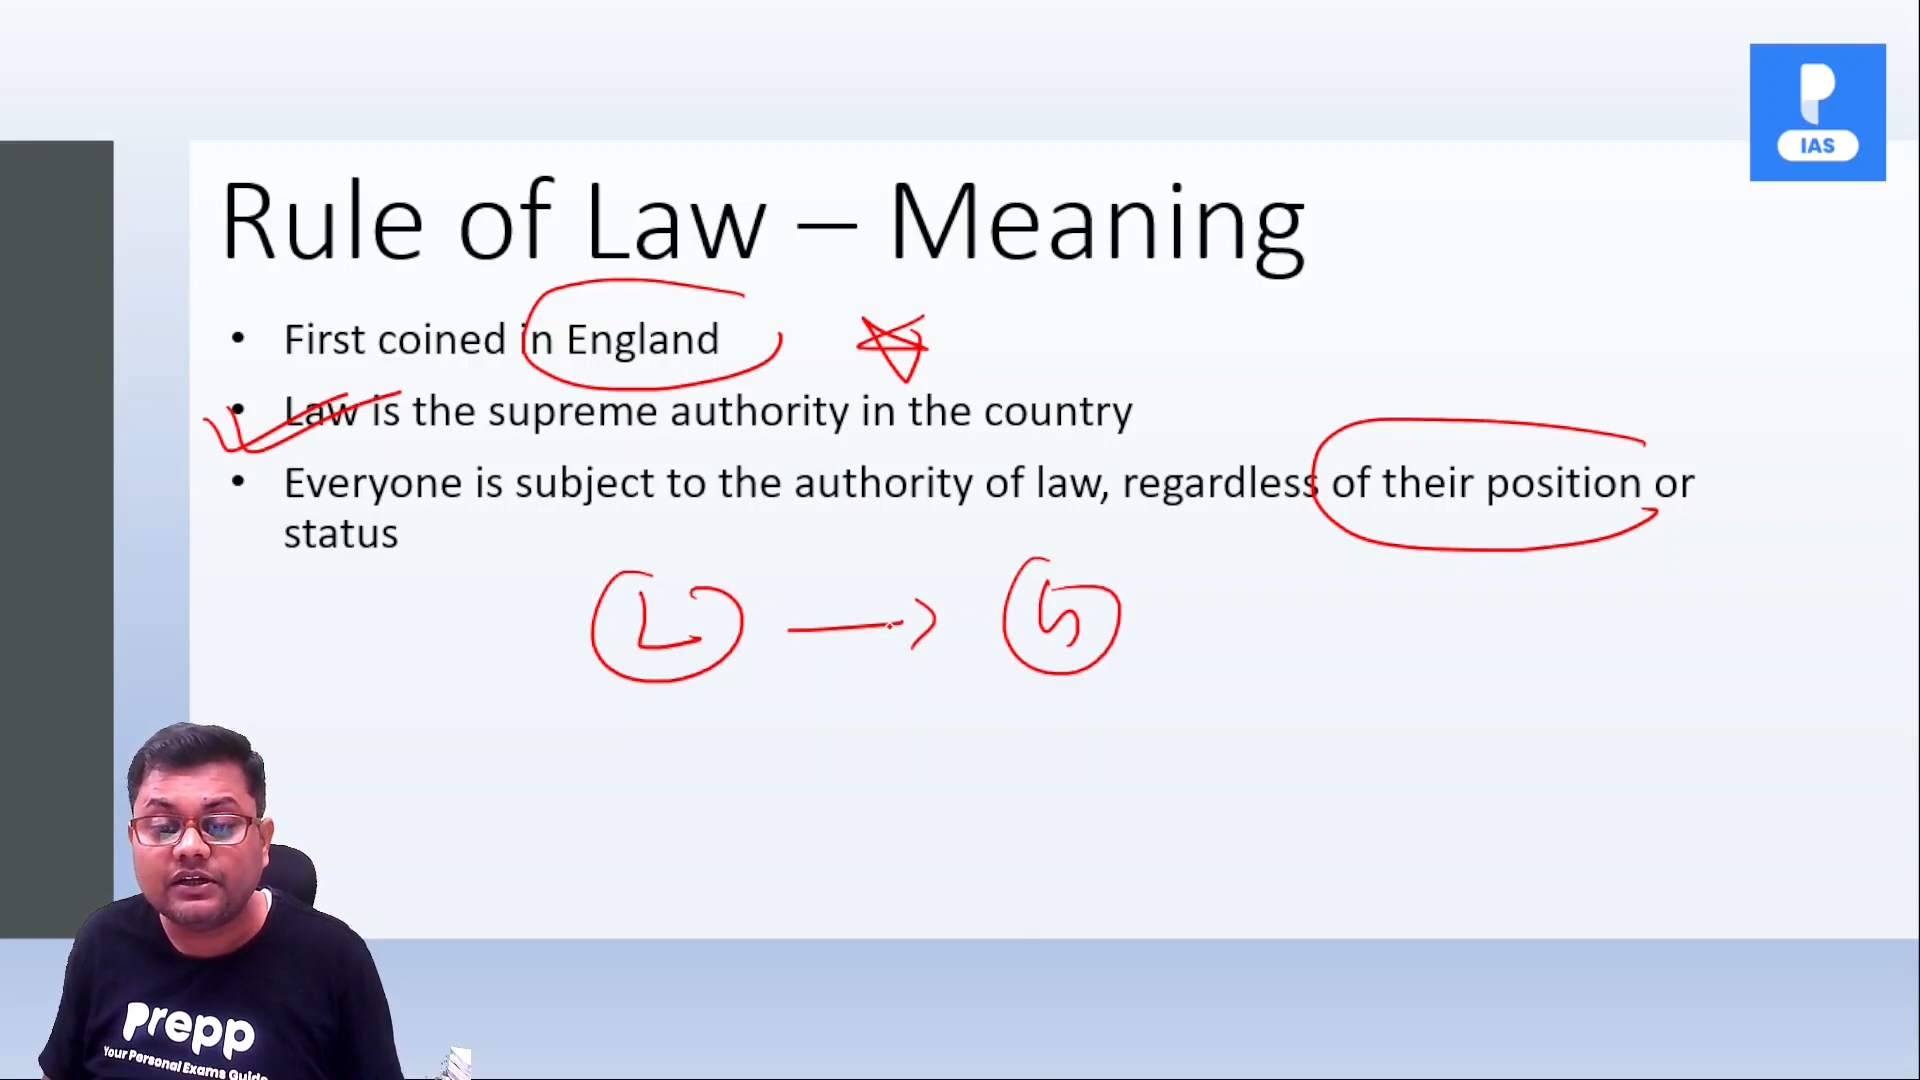 IAS
Rule of Law – Meaning
• First coined in England
• Law is the supreme authority in the country
• Everyone is subject to the authority of law, regardless of their position or
status
L
prepp
Your Personal Exams Guide